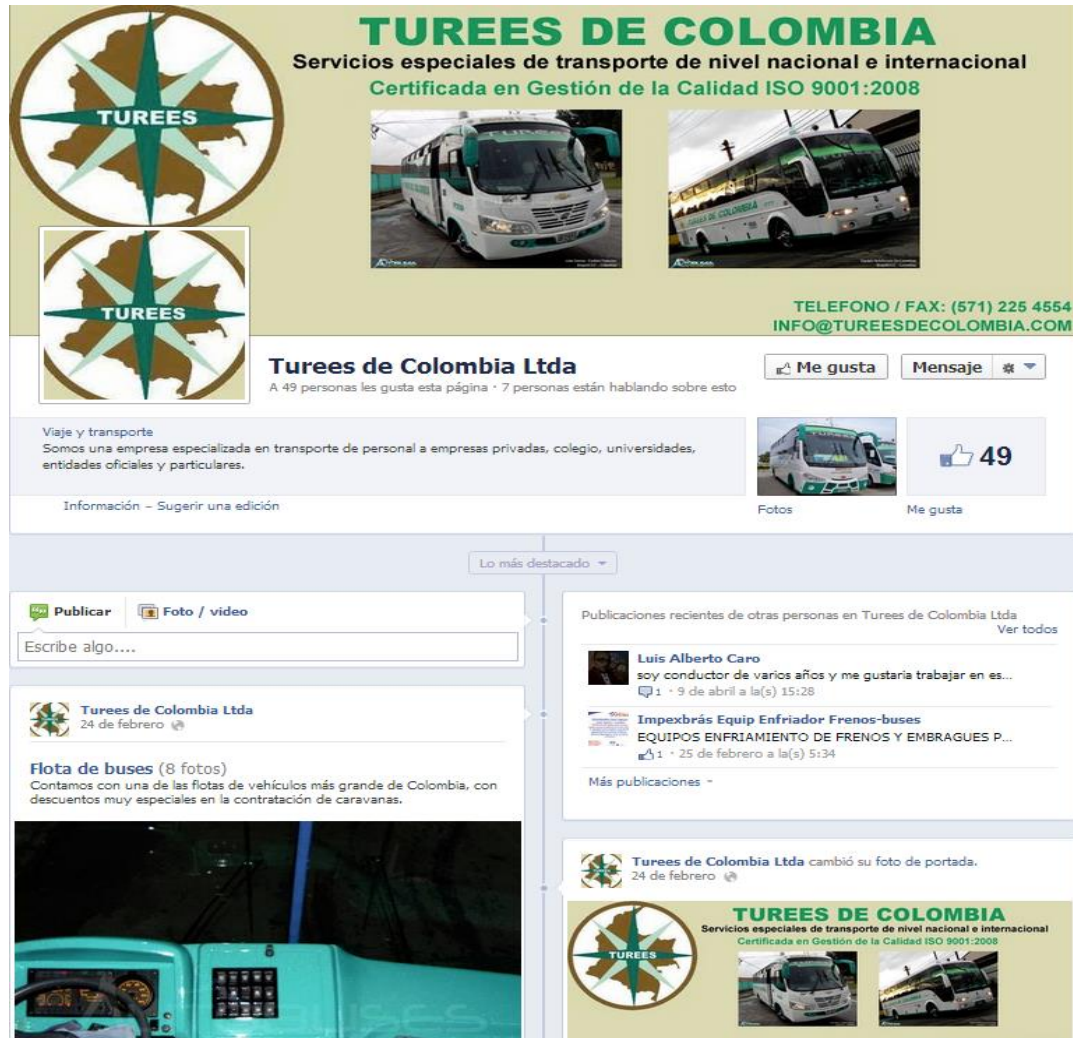 TUREES DE COLOMBIA
Servicios especiales de transporte de nivel nacional e internacional
Certificada en Gestión de la Calidad ISO 9001:2008
TUREES
TUREES
TELEFONO / FAX: (571) 225 4554
INFO@TUREESDECOLOMBIA.COM
Turees de Colombia Ltda
A 49 personas les gusta esta página · 7 personas están hablando sobre esto
Me gusta
Mensaje
Viaje y transporte
Somos una empresa especializada en transporte de personal a empresas privadas, colegio, universidades,
entidades oficiales y particulares.
Información – Sugerir una edición
49
Fotos
Me gusta
Lo más destacado
Publicar
Foto / video
Escribe algo....
Turees de Colombia Ltda
24 de febrero
Flota de buses (8 fotos)
Contamos con una de las flotas de vehículos más grande de Colombia, con
descuentos muy especiales en la contratación de caravanas.
Publicaciones recientes de otras personas en Turees de Colombia Ltda
Ver todos
Luis Alberto Caro
soy conductor de varios años y me gustaria trabajar en es...
1 · 9 de abril a la(s) 15:28
Impexbrás Equip Enfriador Frenos-buses
EQUIPOS ENFRIAMIENTO DE FRENOS Y EMBRAGUES P...
1 · 25 de febrero a la(s) 5:34
Más publicaciones
Turees de Colombia Ltda cambió su foto de portada.
24 de febrero
TUREES DE COLOMBIA
Servicios especiales de transporte de nivel nacional e internacional
Certificada en Gestión de la Calidad ISO 9001:2008
TUREES